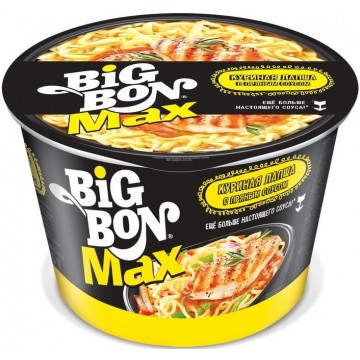 BiG
BON
Max
КУРИНАЯ ЛАПША
С ПРЯНЫМ СОУСОМ
ЕЩЁ БОЛЬШЕ
НАСТОЯЩЕГО СОУСА!
BiG
BON®
Max
КУРИНАЯ ЛАПША
С ПРЯНЫМ СОУСОМ
ЕЩЁ БОЛЬШЕ НАСТОЯЩЕГО СОУСА!